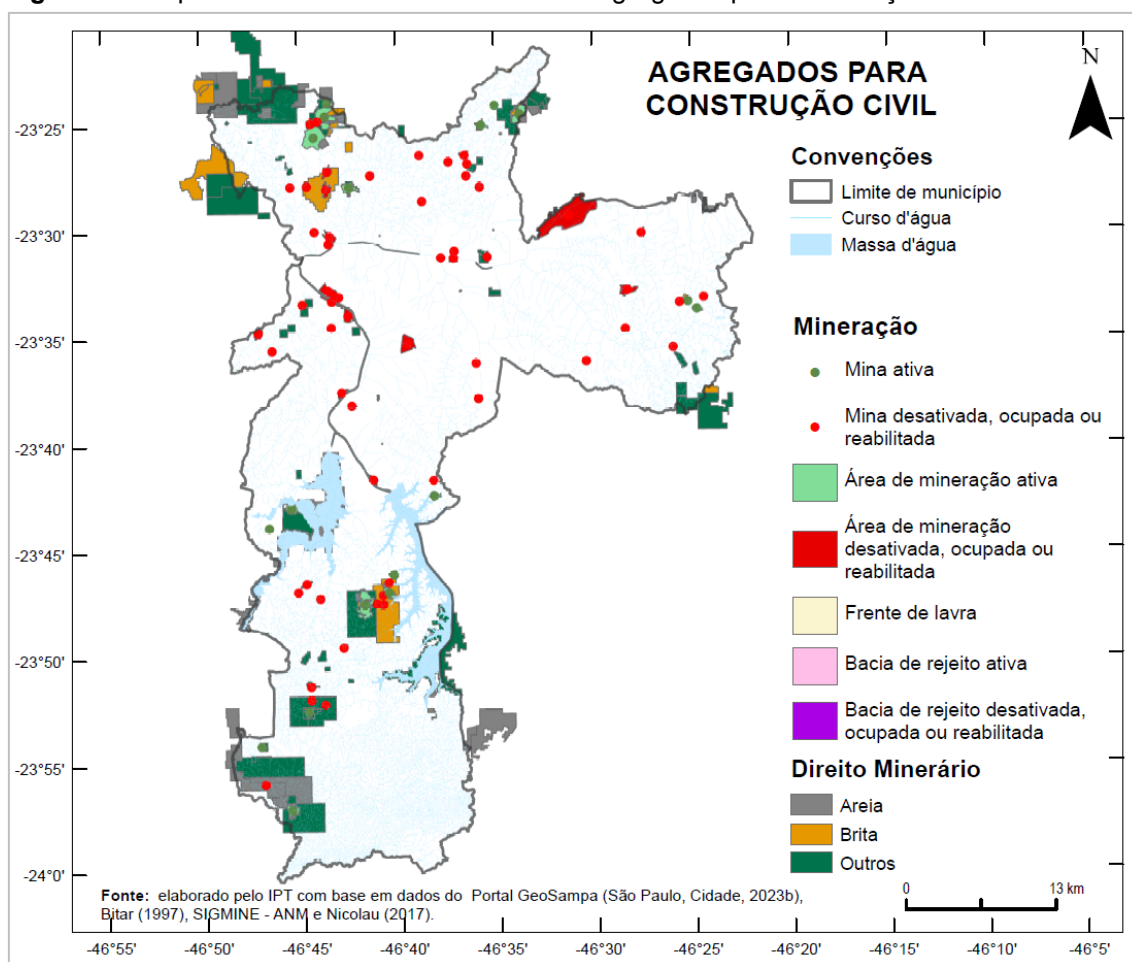 AGREGADOS PARA
CONSTRUÇÃO CIVIL
N
Convenções
Limite de município
Curso d'água
Massa d'água
Mineração
Mina ativa
Mina desativada, ocupada ou
reabilitada
Área de mineração ativa
Área de mineração
desativada, ocupada ou
reabilitada
Frente de lavra
Bacia de rejeito ativa
Bacia de rejeito desativada,
ocupada ou reabilitada
Direito Minerário
Areia
Brita
Outros
0 13 km
-23°25'
-23°30'
-23°35'
-23°40'
-23°45'
-23°50'
-23°55'
-24°0'
Fonte: elaborado pelo IPT com base em dados do Portal GeoSampa (São Paulo, Cidade, 2023b),
Bitar (1997), SIGMINE - ANM e Nicolau (2017).
-46°55' -46°50' -46°45' -46°40' -46°35' -46°30' -46°25' -46°20' -46°15' -46°10' -46°5'